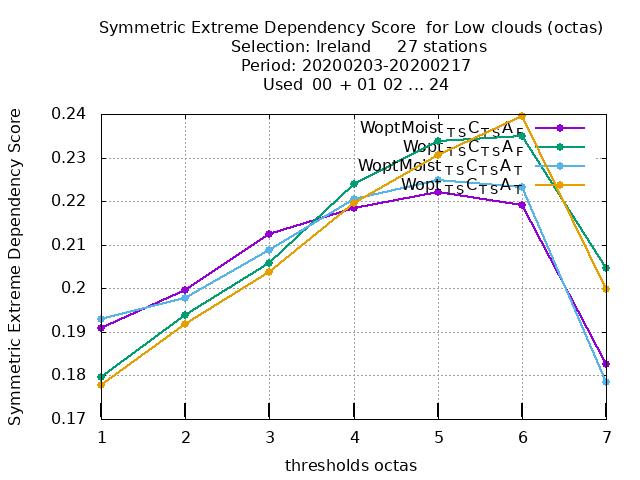 Symmetric Extreme Dependency Score for Low clouds (octas)
Selection: Ireland 27 stations
Period: 20200203-20200217
Used 00 + 01 02 ... 24
Symmetric Extreme Dependency Score
0.24
0.23
0.22
0.21
0.2
0.19
0.18
0.17
WoptMoist_TS C_TS A_F
Wopt_TS C_TS A_F
WoptMoist_TS C_TS A_T
Wopt_TS C_TS A_T
1 2 3 4 5 6 7
thresholds octas